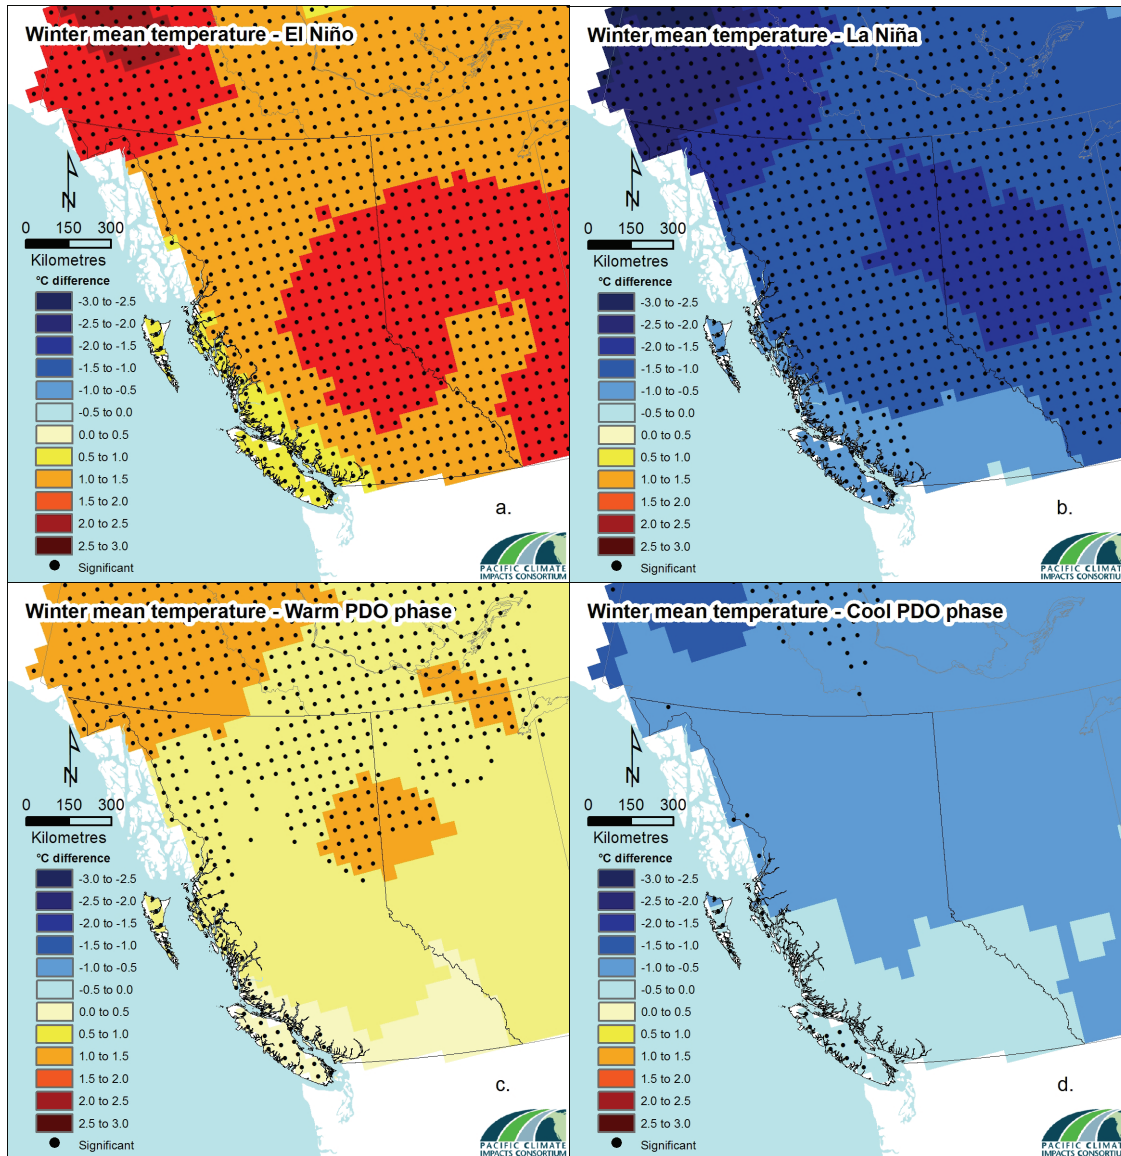 Winter mean temperature - El Niño
N
0 150 300
Kilometres
°C difference
-3.0 to -2.5
-2.5 to -2.0
-2.0 to -1.5
-1.5 to -1.0
-1.0 to -0.5
-0.5 to 0.0
0.0 to 0.5
0.5 to 1.0
1.0 to 1.5
1.5 to 2.0
2.0 to 2.5
2.5 to 3.0
Significant
a.
PACIFIC CLIMATE
IMPACTS CONSORTIUM
Winter mean temperature - La Niña
N
0 150 300
Kilometres
°C difference
-3.0 to -2.5
-2.5 to -2.0
-2.0 to -1.5
-1.5 to -1.0
-1.0 to -0.5
-0.5 to 0.0
0.0 to 0.5
0.5 to 1.0
1.0 to 1.5
1.5 to 2.0
2.0 to 2.5
2.5 to 3.0
Significant
b.
PACIFIC CLIMATE
IMPACTS CONSORTIUM
Winter mean temperature - Warm PDO phase
N
0 150 300
Kilometres
°C difference
-3.0 to -2.5
-2.5 to -2.0
-2.0 to -1.5
-1.5 to -1.0
-1.0 to -0.5
-0.5 to 0.0
0.0 to 0.5
0.5 to 1.0
1.0 to 1.5
1.5 to 2.0
2.0 to 2.5
2.5 to 3.0
Significant
c.
PACIFIC CLIMATE
IMPACTS CONSORTIUM
Winter mean temperature - Cool PDO phase
N
0 150 300
Kilometres
°C difference
-3.0 to -2.5
-2.5 to -2.0
-2.0 to -1.5
-1.5 to -1.0
-1.0 to -0.5
-0.5 to 0.0
0.0 to 0.5
0.5 to 1.0
1.0 to 1.5
1.5 to 2.0
2.0 to 2.5
2.5 to 3.0
Significant
d.
PACIFIC CLIMATE
IMPACTS CONSORTIUM